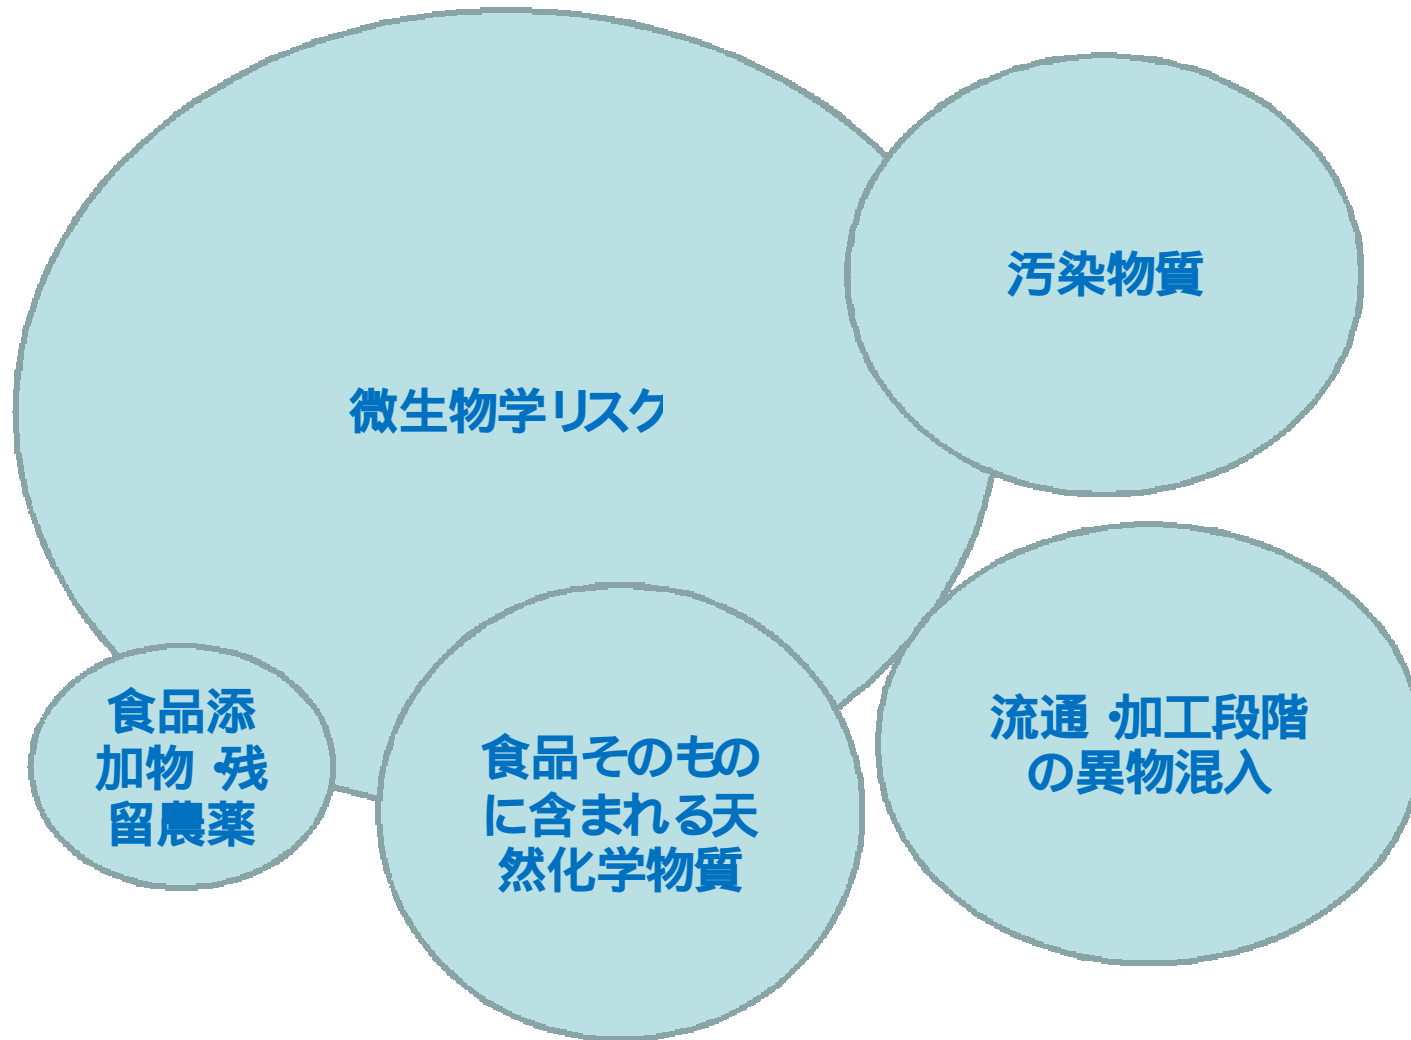 汚染物質
微生物学リスク
食品添
加物・残
留農薬
食品そのもの
に含まれる天
然化学物質
流通・加工段階
の異物混入